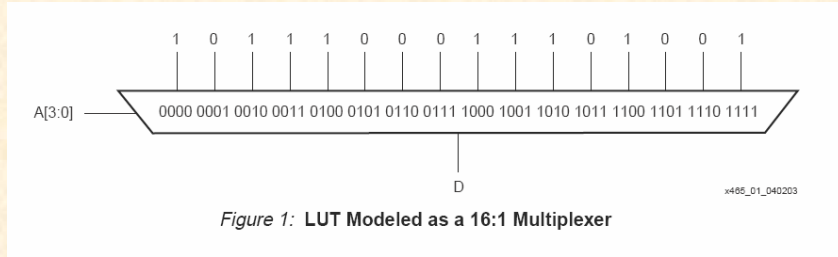 1 0 1 1 1 0 0 0 1 1 1 0 1 0 0 1
A[3:0] 0000 0001 0010 0011 0100 0101 0110 0111 1000 1001 1010 1011 1100 1101 1110 1111
D
x465_01_040203
Figure 1: LUT Modeled as a 16:1 Multiplexer